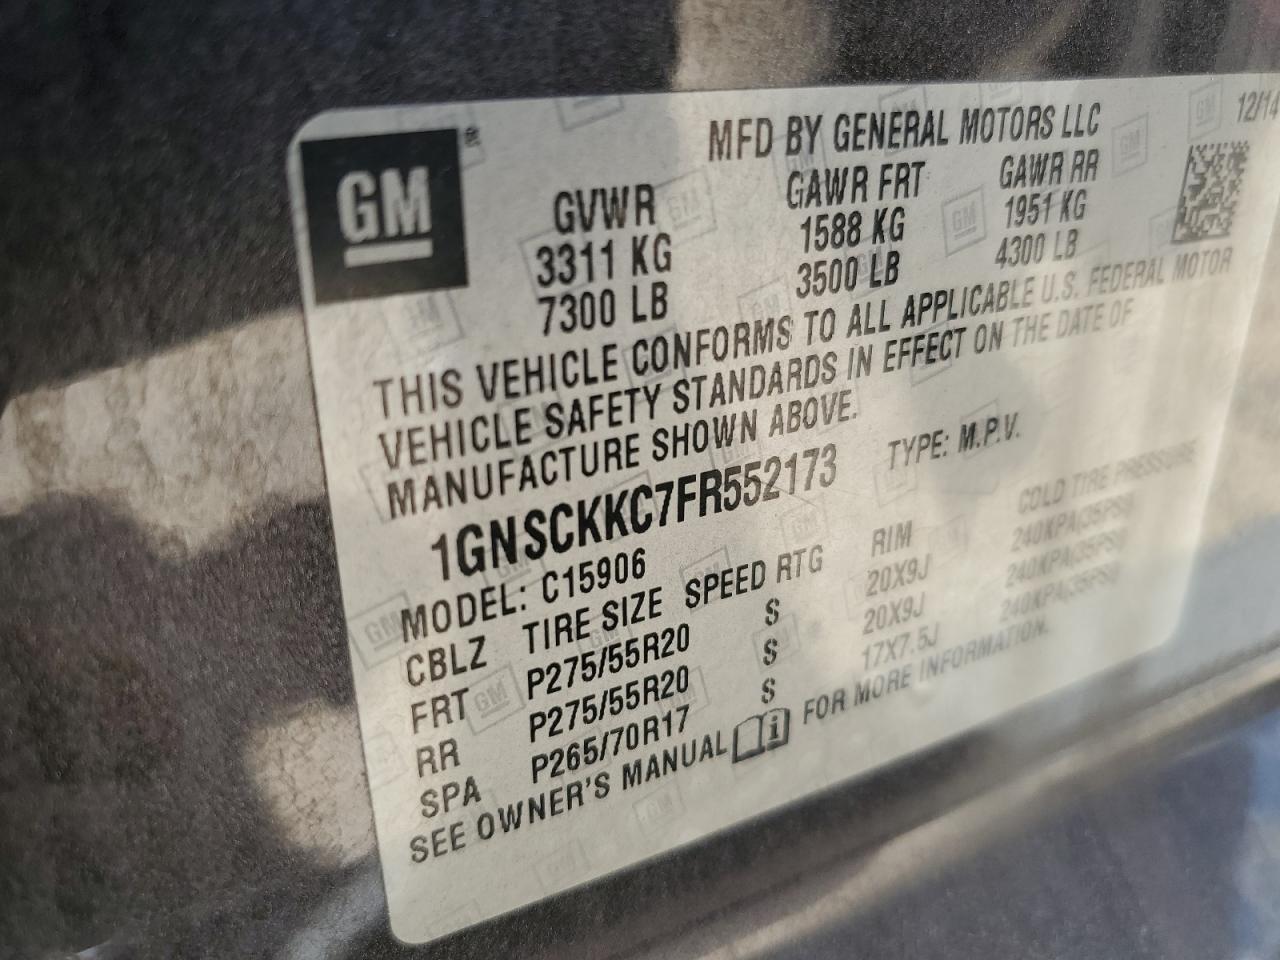 GM
MFD BY GENERAL MOTORS LLC 12/14
GVWR GAWR FRT GAWR RR
3311 KG 1588 KG 1951 KG
7300 LB 3500 LB 4300 LB
THIS VEHICLE CONFORMS TO ALL APPLICABLE U.S. FEDERAL MOTOR
VEHICLE SAFETY STANDARDS IN EFFECT ON THE DATE OF
MANUFACTURE SHOWN ABOVE.
1GNSCKKC7FR552173 TYPE: M.P.V.
MODEL: C15906
CBLZ TIRE SIZE SPEED RTG RIM COLD TIRE PRESSURE
FRT P275/55R20 S 20X9J 240KPA(35PSI)
RR P275/55R20 S 20X9J 240KPA(35PSI)
SPA P265/70R17 S 17X7.5J 240KPA(35PSI)
SEE OWNER'S MANUAL FOR MORE INFORMATION.